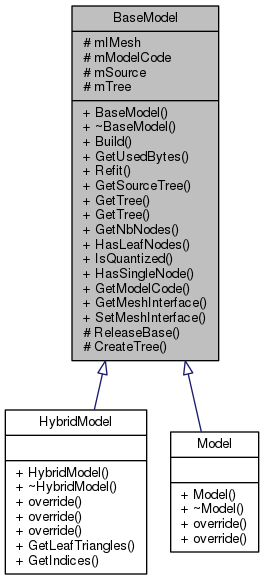 BaseModel
# mIMesh
# mModelCode
# mSource
# mTree
+ BaseModel()
+ ~BaseModel()
+ Build()
+ GetUsedBytes()
+ Refit()
+ GetSourceTree()
+ GetTree()
+ GetTree()
+ GetNbNodes()
+ HasLeafNodes()
+ IsQuantized()
+ HasSingleNode()
+ GetModelCode()
+ GetMeshInterface()
+ SetMeshInterface()
# ReleaseBase()
# CreateTree()
HybridModel
+ HybridModel()
+ ~HybridModel()
+ override()
+ override()
+ override()
+ GetLeafTriangles()
+ GetIndices()
Model
+ Model()
+ ~Model()
+ override()
+ override()